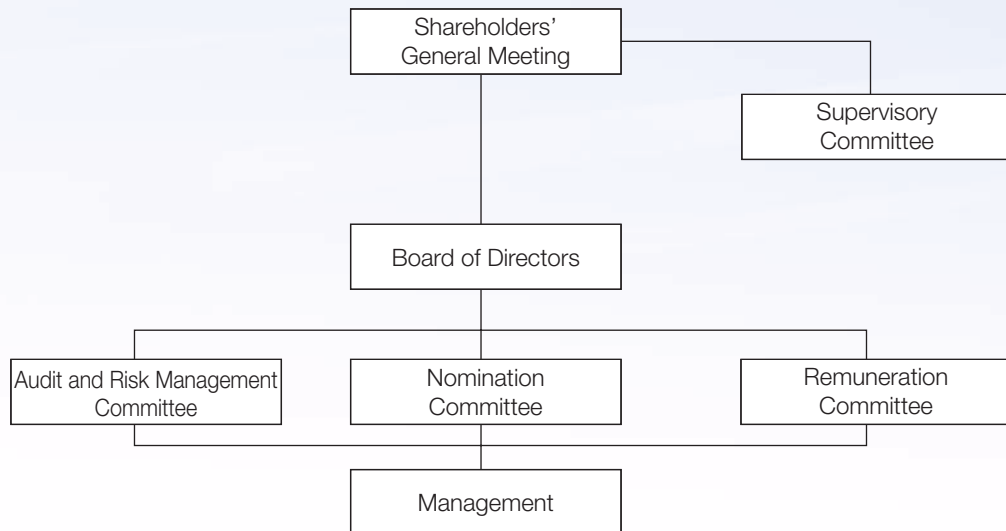 Shareholders’
General Meeting
Supervisory
Committee
Board of Directors
Audit and Risk Management
Committee
Nomination
Committee
Remuneration
Committee
Management